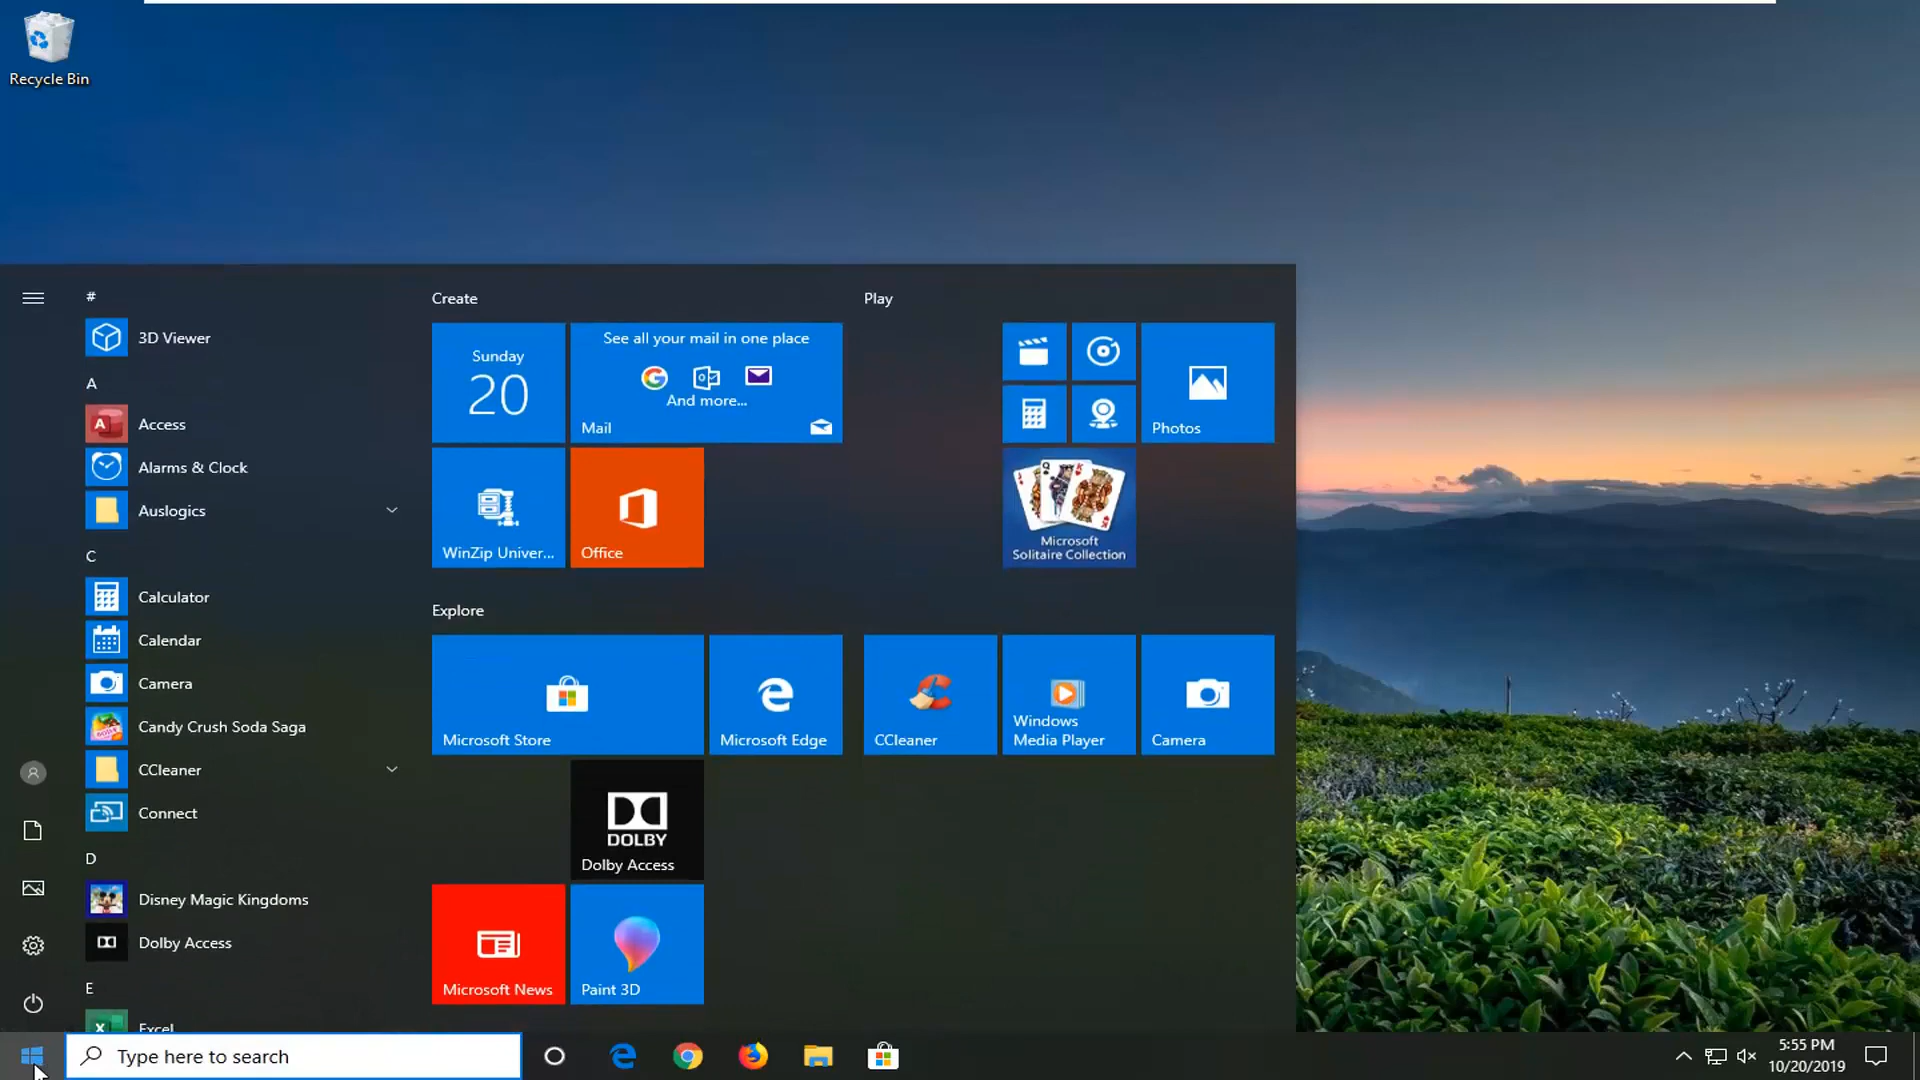 Recycle Bin
#
3D Viewer
A
Access
Alarms & Clock
Auslogics
C
Calculator
Calendar
Camera
Candy Crush Soda Saga
CCleaner
Connect
D
Disney Magic Kingdoms
Dolby Access
E
Excel
Create
Sunday
20
See all your mail in one place
And more...
Mail
WinZip Univer...
Office
Explore
Microsoft Store
Microsoft Edge
DOLBY
Dolby Access
Microsoft News
Paint 3D
Play
Photos
Microsoft
Solitaire Collection
CCleaner
Windows
Media Player
Camera
Type here to search
5:55 PM
10/20/2019